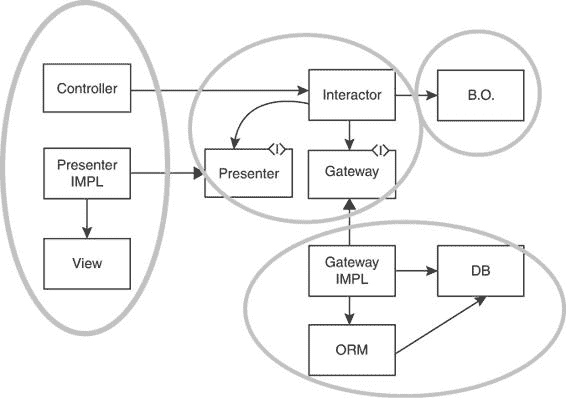 Controller
Interactor
B.O.
Presenter
IMPL
<I>
Presenter
<I>
Gateway
View
Gateway
IMPL
DB
ORM